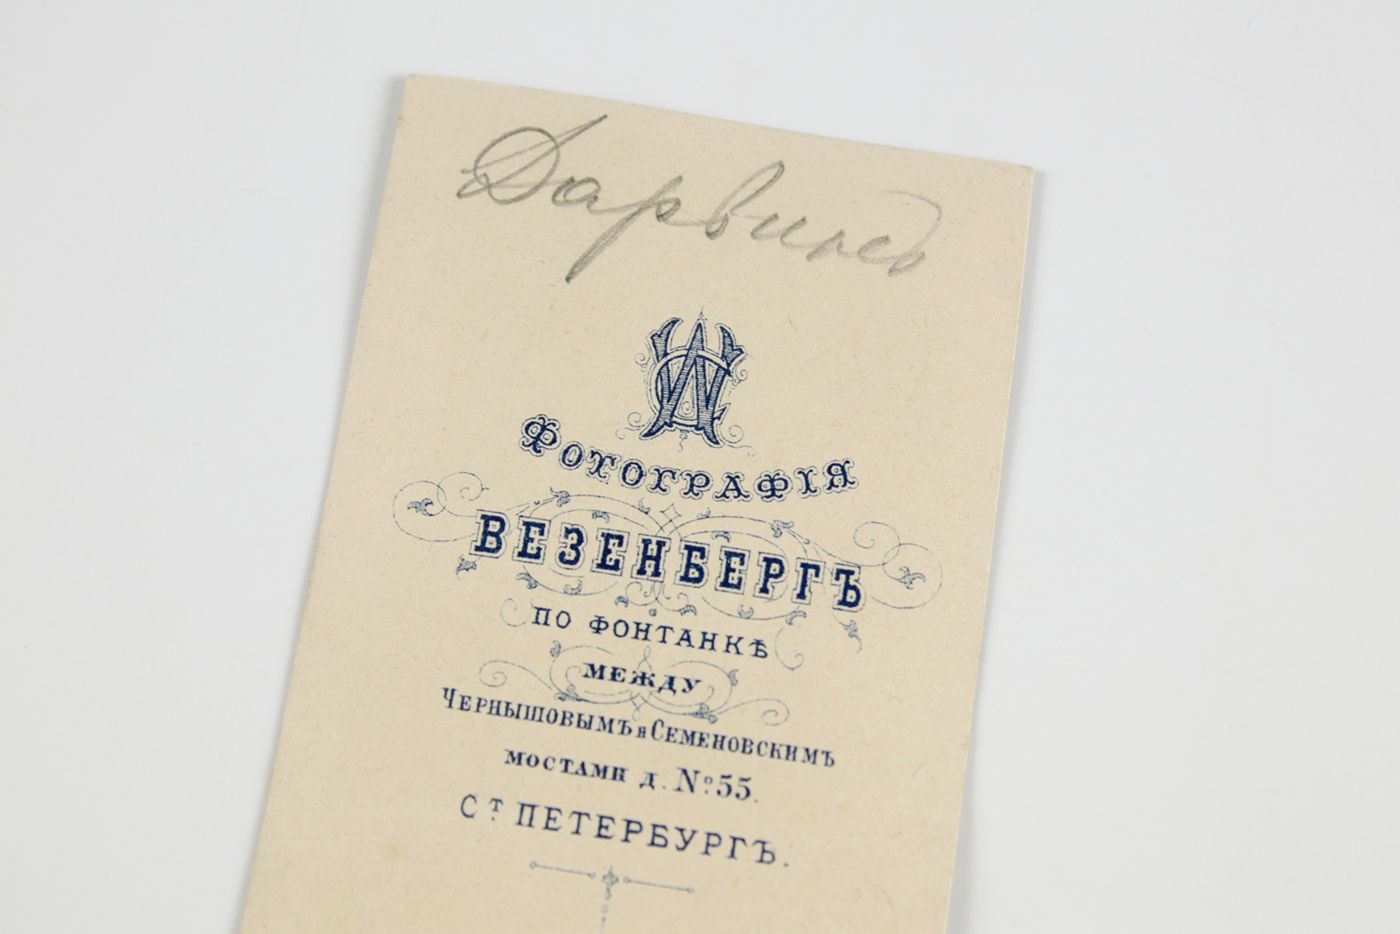 Дарвинъ
Фотографія
ВЕЗЕНБЕРГЪ
ПО ФОНТАНКѢ
МЕЖДУ
ЧЕРНЫШОВЫМЪ и СЕМЕНОВСКИМЪ
МОСТАМИ Д. №55.
СТ ПЕТЕРБУРГЪ.